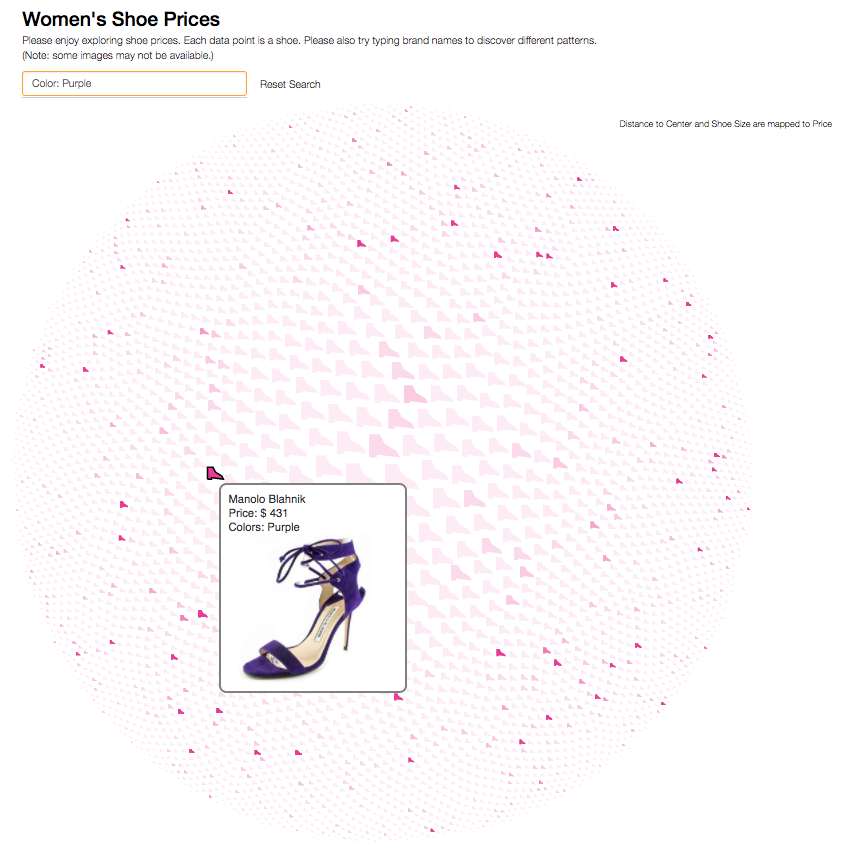 Women's Shoe Prices
Please enjoy exploring shoe prices. Each data point is a shoe. Please also try typing brand names to discover different patterns.
(Note: some images may not be available.)
Color: Purple
Reset Search
Distance to Center and Shoe Size are mapped to Price
Manolo Blahnik
Price: $ 431
Colors: Purple